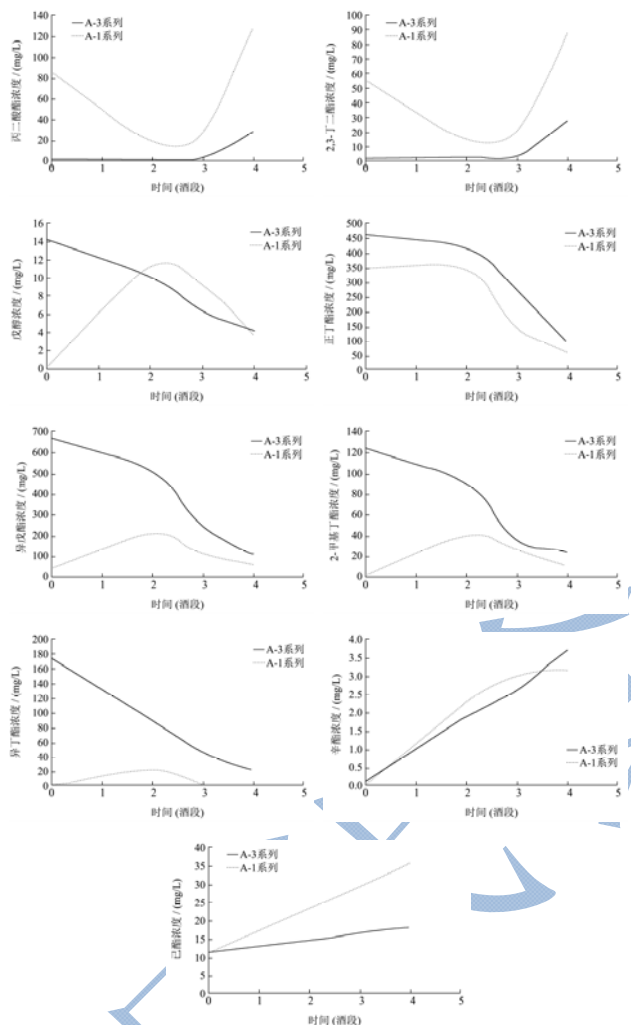 丙二酸酯浓度 / (mg/L)
140
120
100
80
60
40
20
0
A-3系列
A-1系列
0 1 2 3 4 5
时间 (酒段)
2,3-丁二酯浓度 / (mg/L)
100
90
80
70
60
50
40
30
20
10
0
A-3系列
A-1系列
0 1 2 3 4 5
时间 (酒段)
戊醇浓度 / (mg/L)
16
14
12
10
8
6
4
2
0
A-3系列
A-1系列
0 1 2 3 4 5
时间 (酒段)
正丁酯浓度 / (mg/L)
500
450
400
350
300
250
200
150
100
50
0
A-3系列
A-1系列
0 1 2 3 4 5
时间 (酒段)
异戊酯浓度 / (mg/L)
700
600
500
400
300
200
100
0
A-3系列
A-1系列
0 1 2 3 4 5
时间 (酒段)
2-甲基丁酯浓度 / (mg/L)
140
120
100
80
60
40
20
0
A-3系列
A-1系列
0 1 2 3 4 5
时间 (酒段)
异丁酯浓度 / (mg/L)
200
180
160
140
120
100
80
60
40
20
0
A-3系列
A-1系列
0 1 2 3 4 5
时间 (酒段)
辛酯浓度 / (mg/L)
4.0
3.5
3.0
2.5
2.0
1.5
1.0
0.5
0.0
A-3系列
A-1系列
0 1 2 3 4 5
时间 (酒段)
已酯浓度 / (mg/L)
40
35
30
25
20
15
10
5
0
A-3系列
A-1系列
0 1 2 3 4 5
时间 (酒段)